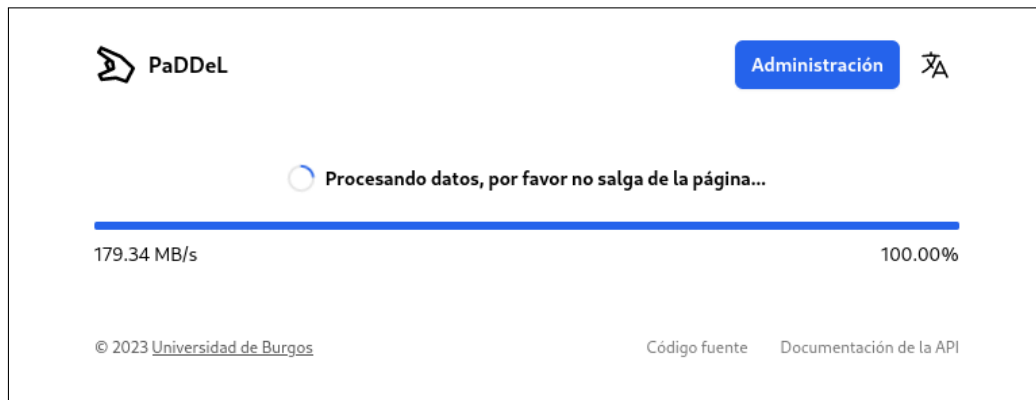 PaDDeL Administración
Procesando datos, por favor no salga de la página...
179.34 MB/s 100.00%
© 2023 Universidad de Burgos Código fuente Documentación de la API